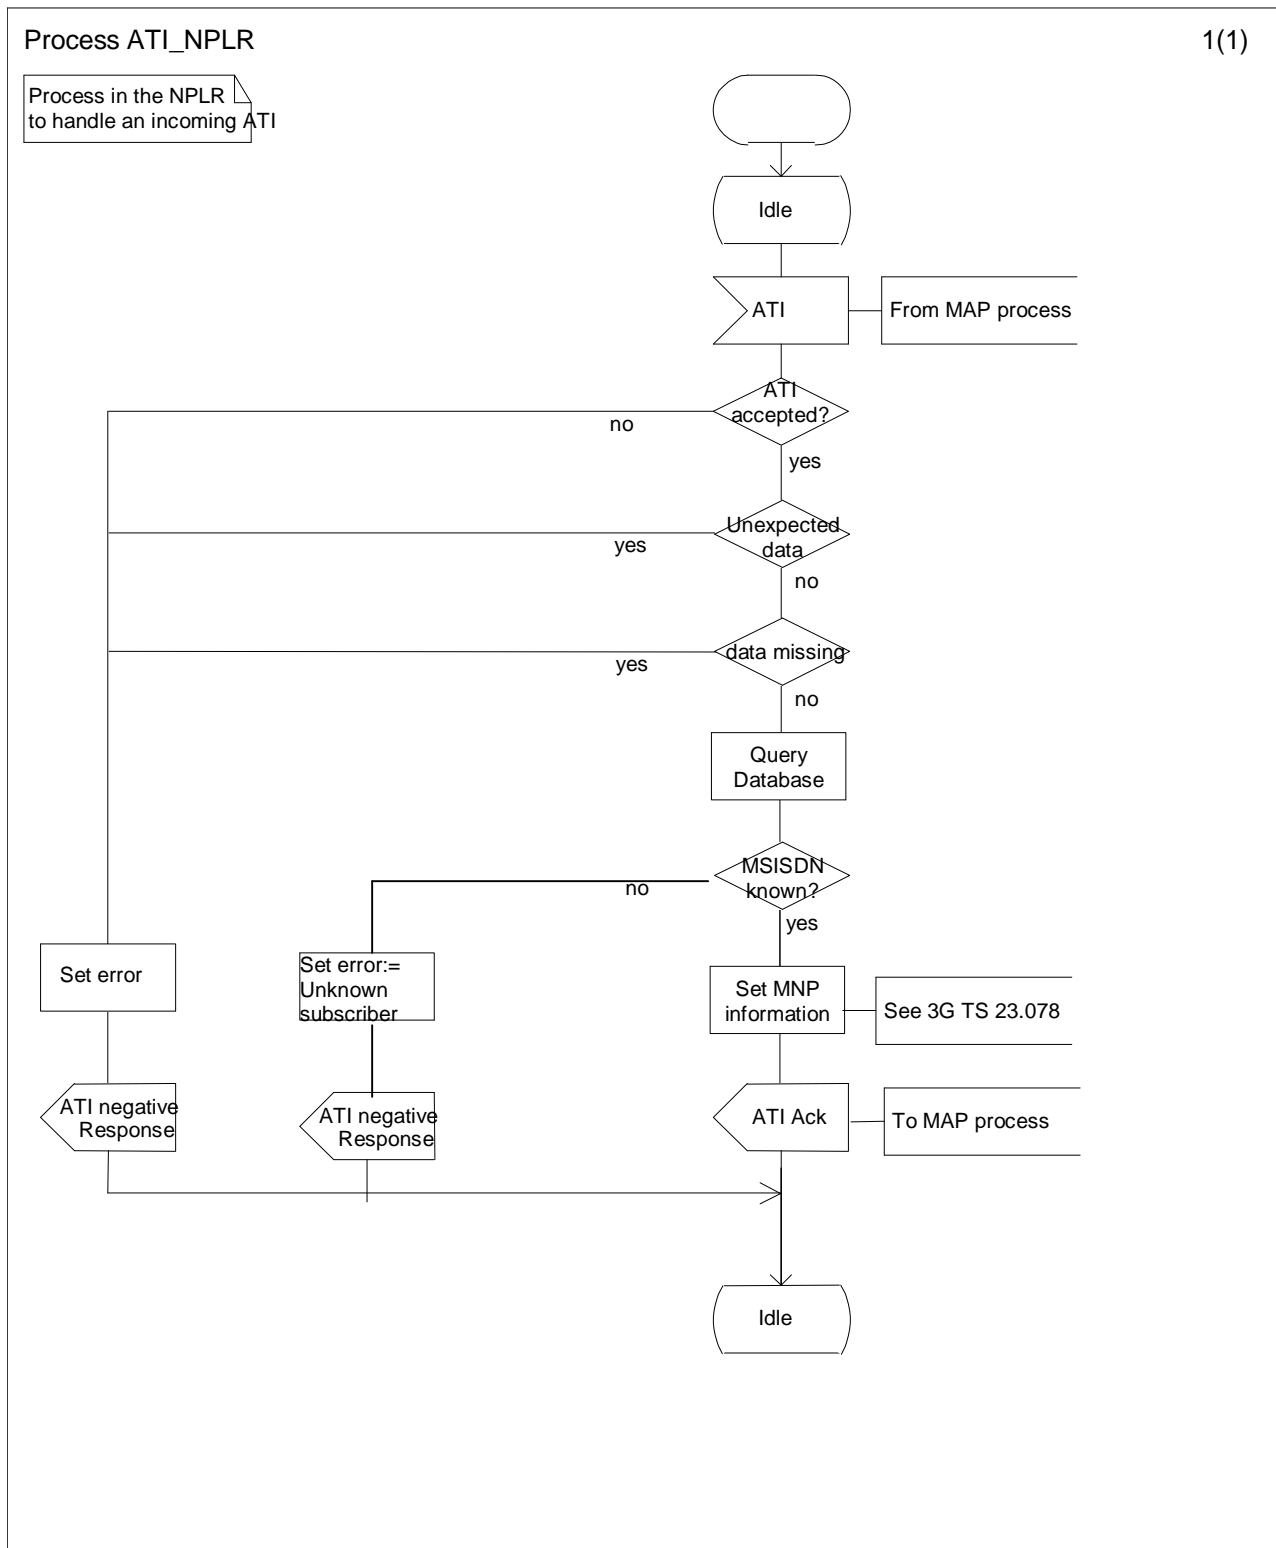 Process ATI_NPLR
1(1)
Process in the NPLR
to handle an incoming ATI
Idle
ATI
From MAP process
ATI
accepted?
no
yes
Unexpected
data
yes
no
data missing
yes
no
Query
Database
MSISDN
known?
no
yes
Set error
Set error:=
Unknown
subscriber
Set MNP
information
See 3G TS 23.078
ATI negative
Response
ATI negative
Response
ATI Ack
To MAP process
Idle